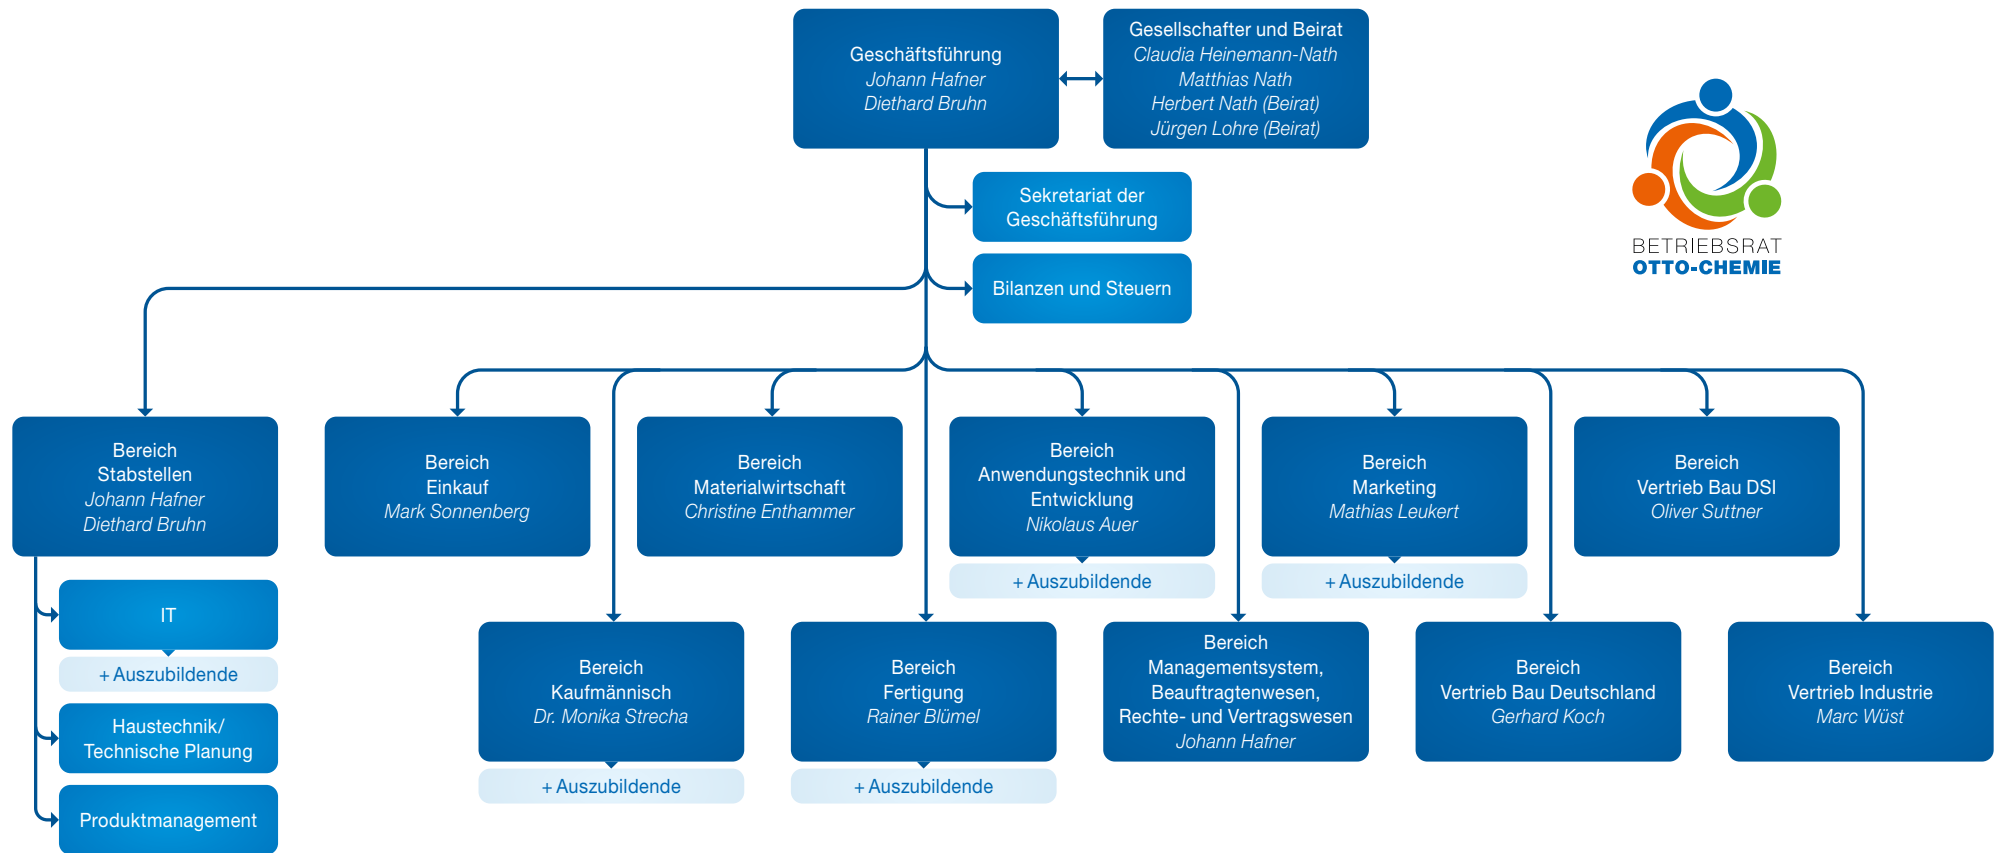 Geschäftsführung
Johann Hafner
Diethard Bruhn
Gesellschafter und Beirat
Claudia Heinemann-Nath
Matthias Nath
Herbert Nath (Beirat)
Jürgen Lohre (Beirat)
BETRIEBSRAT
OTTO-CHEMIE
Sekretariat der
Geschäftsführung
Bilanzen und Steuern
Bereich
Stabstellen
Johann Hafner
Diethard Bruhn
IT
+ Auszubildende
Haustechnik/
Technische Planung
Produktmanagement
Bereich
Einkauf
Mark Sonnenberg
Bereich
Materialwirtschaft
Christine Enthammer
Bereich
Anwendungstechnik und
Entwicklung
Nikolaus Auer
+ Auszubildende
Bereich
Marketing
Mathias Leukert
+ Auszubildende
Bereich
Vertrieb Bau DSI
Oliver Suttner
Bereich
Kaufmännisch
Dr. Monika Strecha
+ Auszubildende
Bereich
Fertigung
Rainer Blümel
+ Auszubildende
Bereich
Managementsystem,
Beauftragtenwesen,
Rechte- und Vertragswesen
Johann Hafner
Bereich
Vertrieb Bau Deutschland
Gerhard Koch
Bereich
Vertrieb Industrie
Marc Wüst